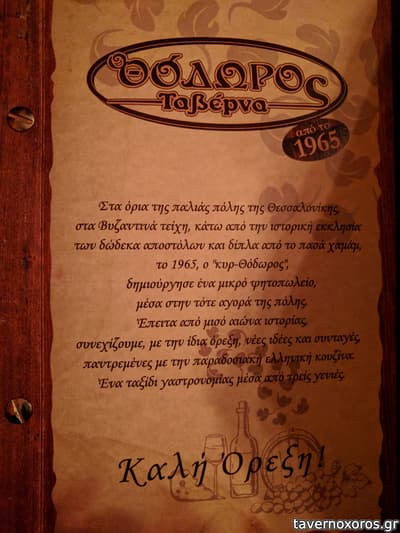 ΘΌΔΩΡΟΣ
Ταβέρνα
από το
1965
Στα όρια της παλιάς πόλης της Θεσσαλονίκης,
στα Βυζαντινά τείχη, κάτω από την ιστορική εκκλησία
των δώδεκα αποστόλων και δίπλα από το πασά χαμάμ,
το 1965, ο "κυρ-Θόδωρος",
δημιούργησε ένα μικρό ψητοπωλείο,
μέσα στην τότε αγορά της πόλης.
Έπειτα από μισό αιώνα ιστορίας,
συνεχίζουμε, με την ίδια όρεξη, νέες ιδέες και συνταγές,
παντρεμένες με την παραδοσιακή ελληνική κουζίνα.
Ένα ταξίδι γαστρονομίας μέσα από τρείς γενιές.
Καλή Όρεξη!
tavernoxoros.gr